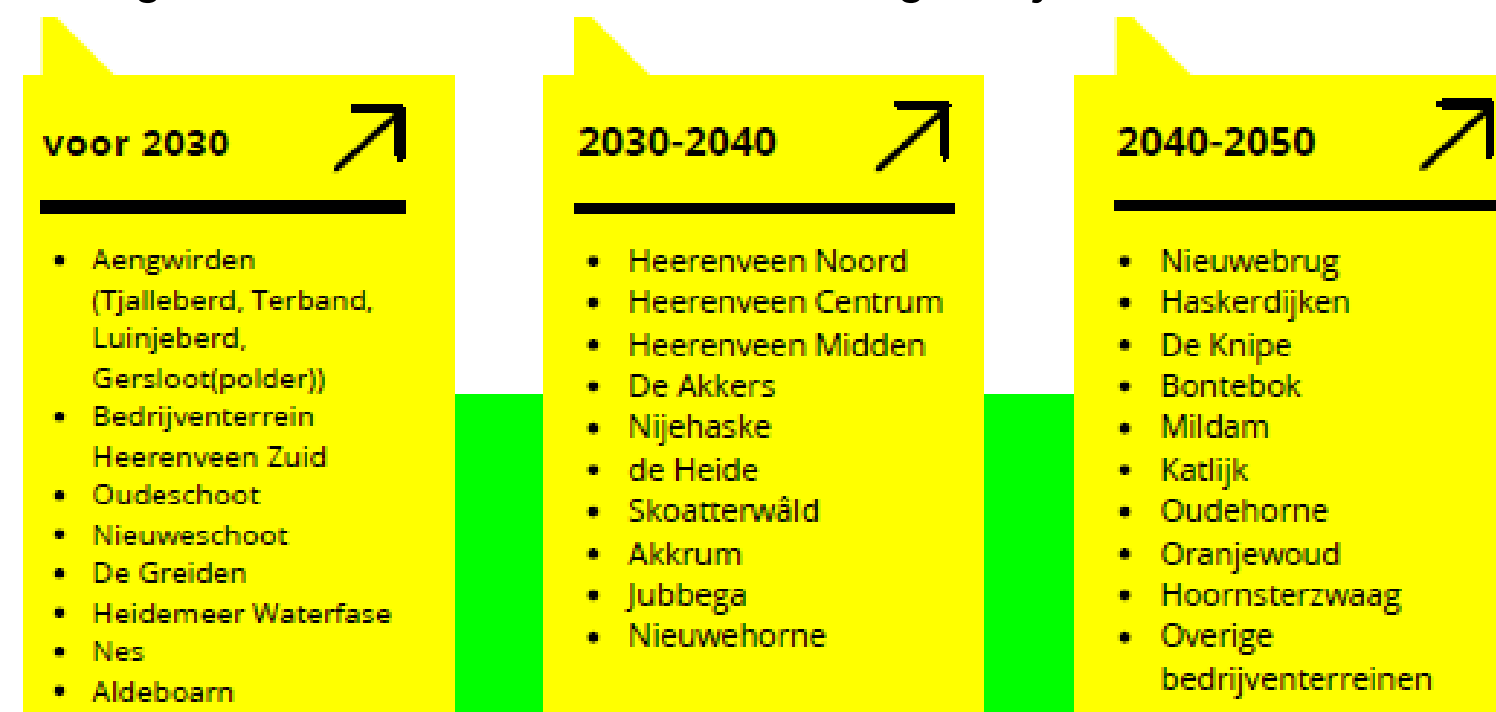 voor 2030
Aengwirden
(Tjalleberd, Terband,
Luinjeberd,
Gersloot(polder))
Bedrijventerrein
Heerenveen Zuid
Oudeschoot
Nieuweschoot
De Greiden
Heidemeer Waterfase
Nes
Aldeboarn
2030-2040
Heerenveen Noord
Heerenveen Centrum
Heerenveen Midden
De Akkers
Nijehaske
de Heide
Skoatterwâld
Akkrum
Jubbega
Nieuwehorne
2040-2050
Nieuwebrug
Haskerdijken
De Knipe
Bontebok
Mildam
Katlijk
Oudehorne
Oranjewoud
Hoornsterzwaag
Overige
bedrijventerreinen